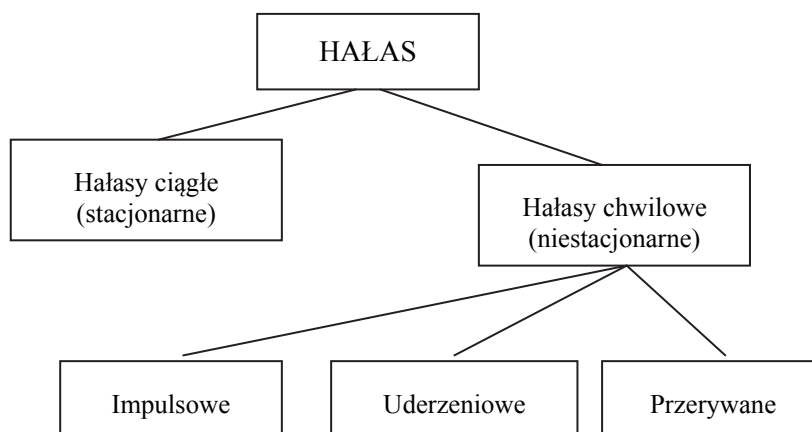 HAŁAS
Hałasy ciągłe
(stacjonarne)
Hałasy chwilowe
(niestacjonarne)
Impulsowe
Uderzeniowe
Przerywane